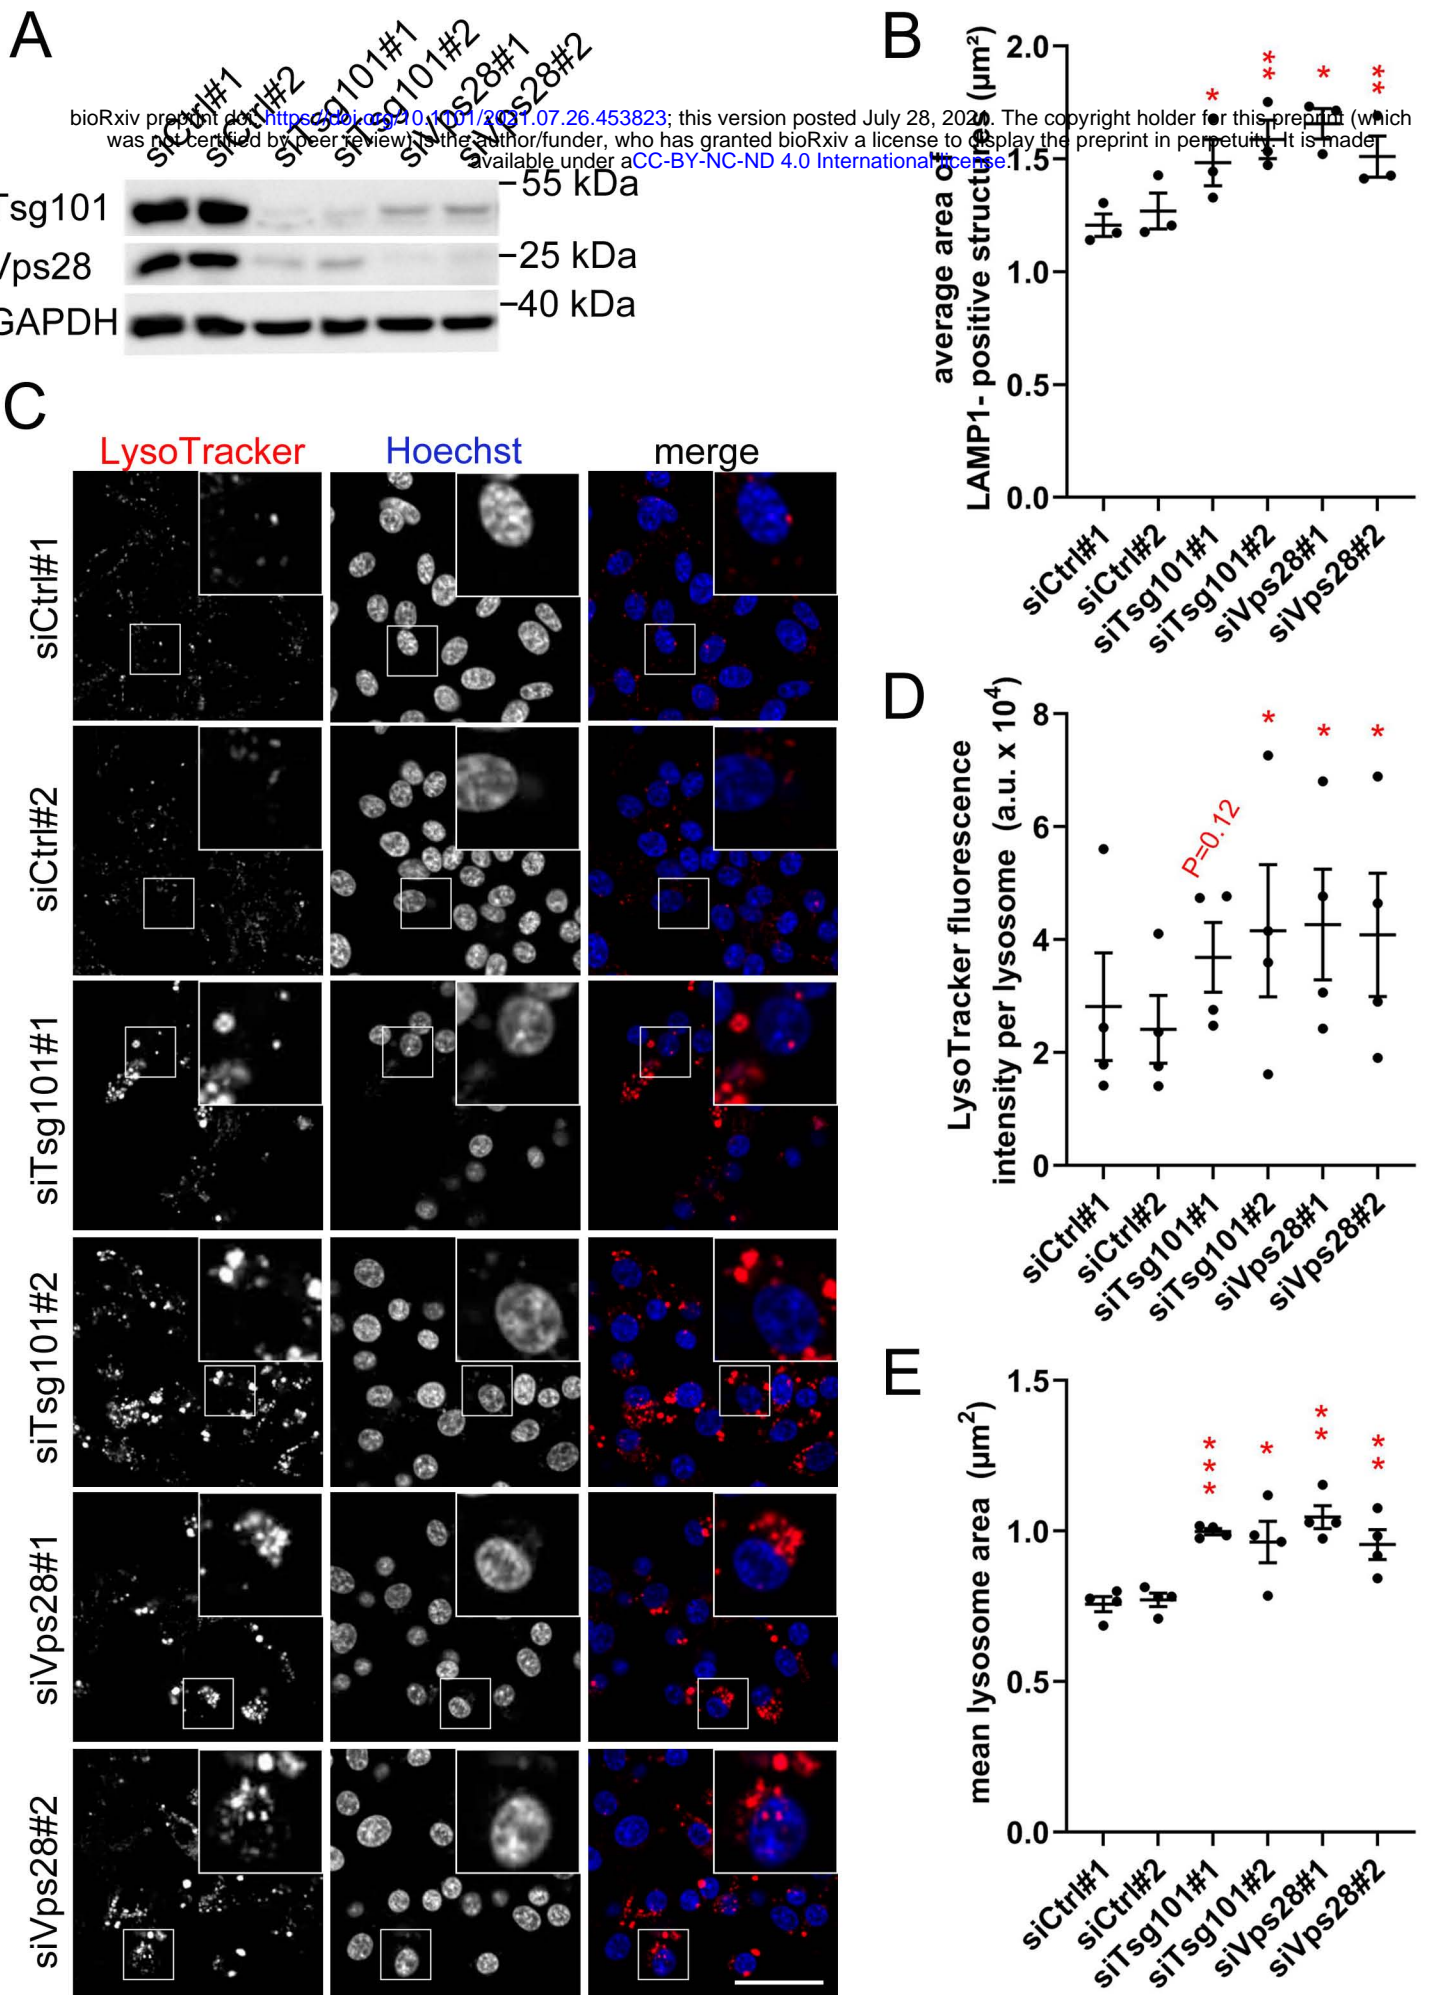 A
siCtrl#1
siCtrl#2
siTsg101#1
siTsg101#2
siVps28#1
siVps28#2
bioRxiv preprint doi: https://doi.org/10.1101/2021.07.26.453823; this version posted July 28, 2021. The copyright holder for this preprint (which
was not certified by peer review) is the author/funder, who has granted bioRxiv a license to display the preprint in perpetuity. It is made
available under aCC-BY-NC-ND 4.0 International license.
Tsg101
Vps28
GAPDH
55 kDa
25 kDa
40 kDa
B
average area of
LAMP1- positive structures (µm²)
2.0
1.5
1.0
0.5
0.0
*
**
*
**
siCtrl#1
siCtrl#2
siTsg101#1
siTsg101#2
siVps28#1
siVps28#2
C
LysoTracker
Hoechst
merge
siCtrl#1
siCtrl#2
siTsg101#1
siTsg101#2
siVps28#1
siVps28#2
D
LysoTracker fluorescence
intensity per lysosome (a.u. x 10⁴)
8
6
4
2
0
P=0.12
*
*
*
siCtrl#1
siCtrl#2
siTsg101#1
siTsg101#2
siVps28#1
siVps28#2
E
mean lysosome area (µm²)
1.5
1.0
0.5
0.0
***
*
**
**
siCtrl#1
siCtrl#2
siTsg101#1
siTsg101#2
siVps28#1
siVps28#2